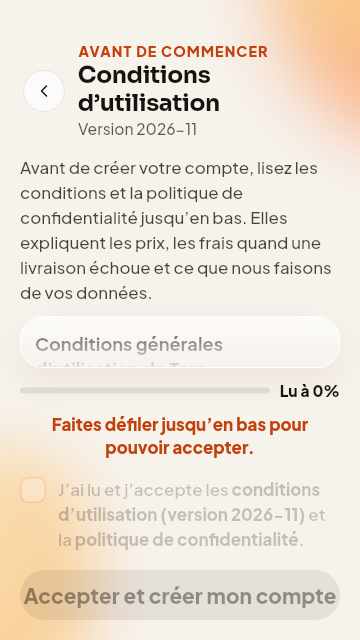 AVANT DE COMMENCER
Conditions
d’utilisation
Version 2026-11
Avant de créer votre compte, lisez les
conditions et la politique de
confidentialité jusqu’en bas. Elles
expliquent les prix, les frais quand une
livraison échoue et ce que nous faisons
de vos données.
Conditions générales
Lu à 0%
Faites défiler jusqu’en bas pour
pouvoir accepter.
J’ai lu et j’accepte les conditions
d’utilisation (version 2026-11) et
la politique de confidentialité.
Accepter et créer mon compte